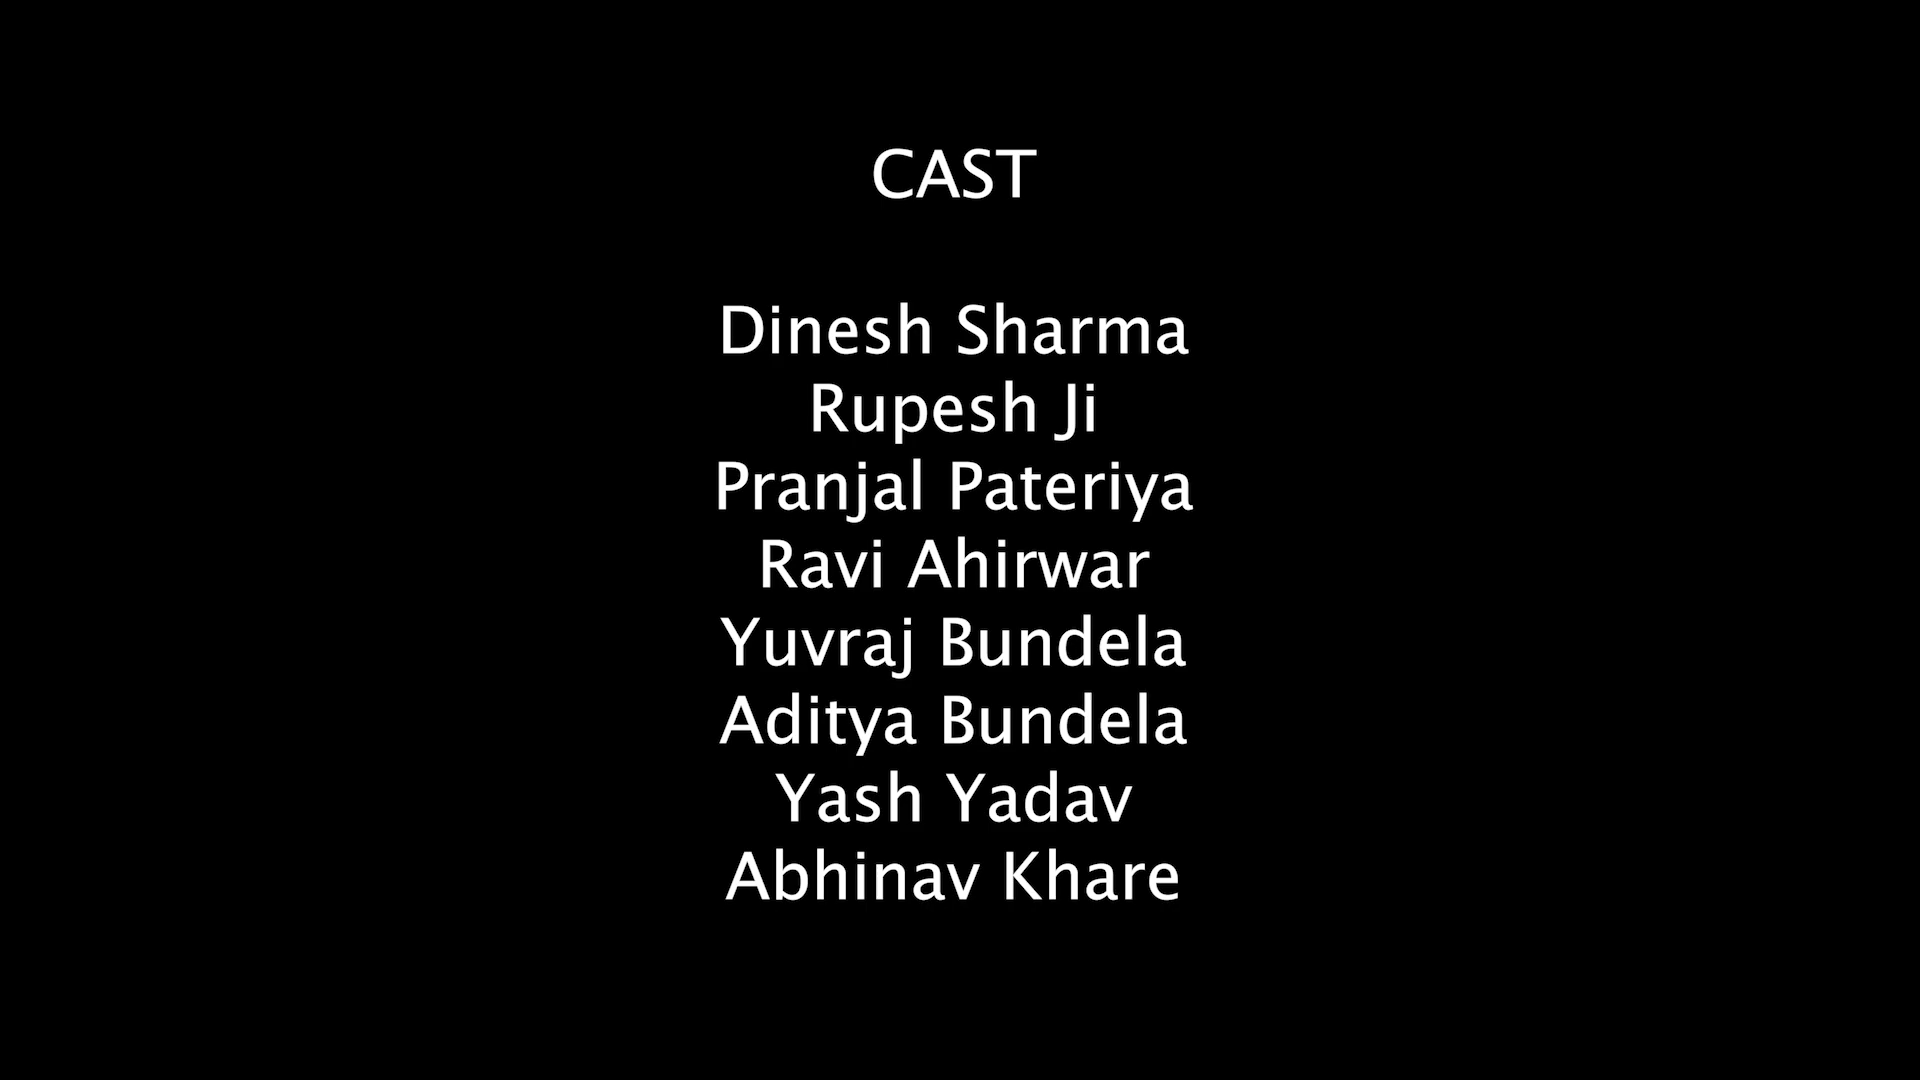 CAST
Dinesh Sharma
Rupesh Ji
Pranjal Pateriya
Ravi Ahirwar
Yuvraj Bundela
Aditya Bundela
Yash Yadav
Abhinav Khare